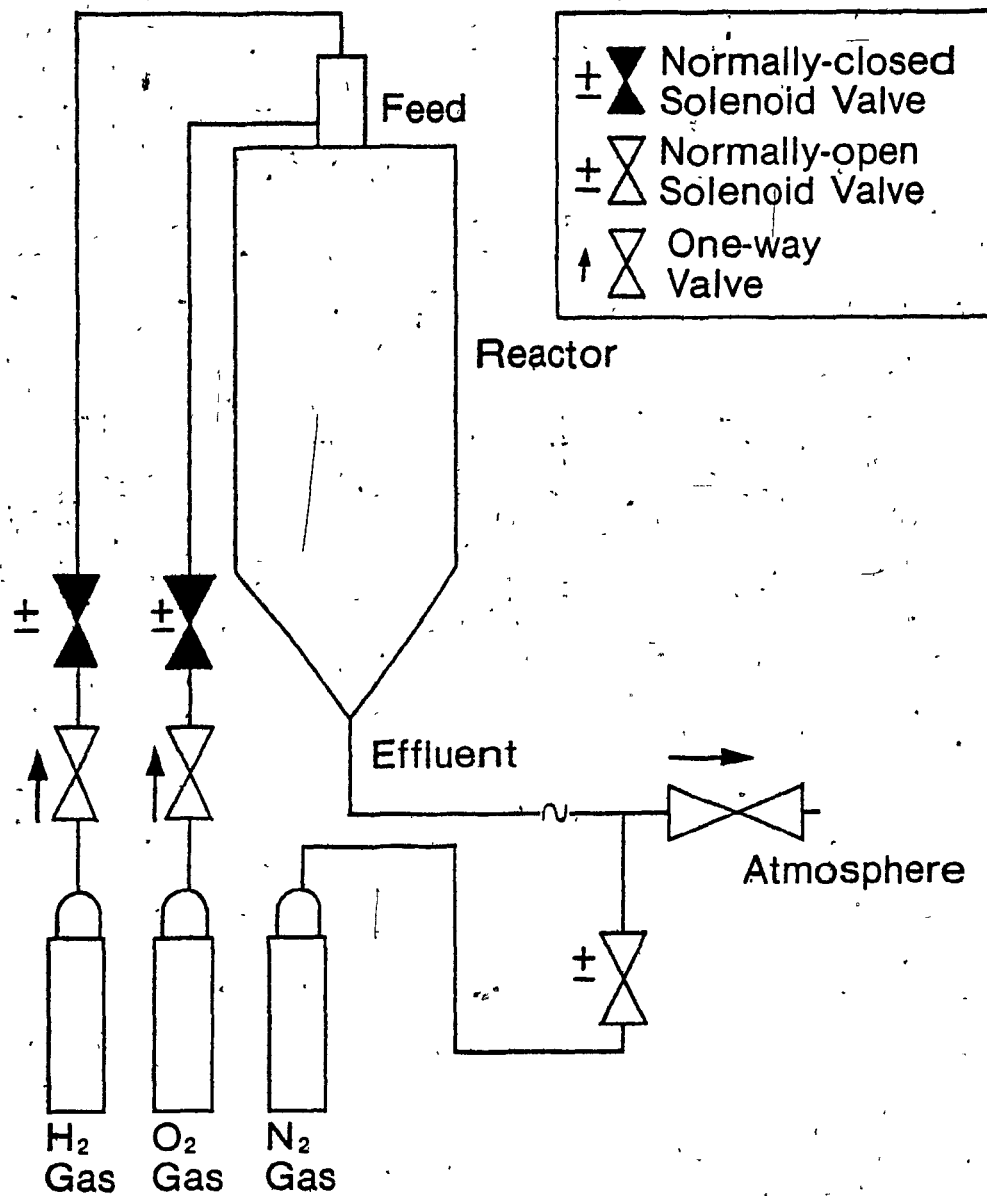 Feed
± Normally-closed
Solenoid Valve
± Normally-open
Solenoid Valve
One-way
Valve
Reactor
±
±
Effluent
Atmosphere
±
H₂
Gas
O₂
Gas
N₂
Gas